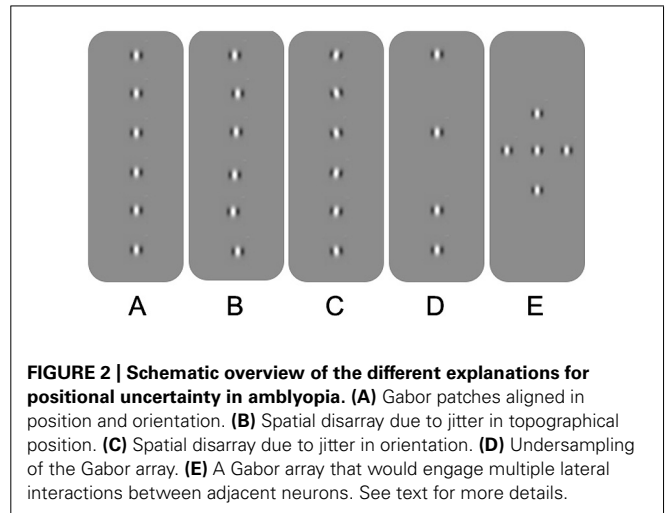 A B C D E
FIGURE 2 | Schematic overview of the different explanations for
positional uncertainty in amblyopia. (A) Gabor patches aligned in
position and orientation. (B) Spatial disarray due to jitter in topographical
position. (C) Spatial disarray due to jitter in orientation. (D) Undersampling
of the Gabor array. (E) A Gabor array that would engage multiple lateral
interactions between adjacent neurons. See text for more details.